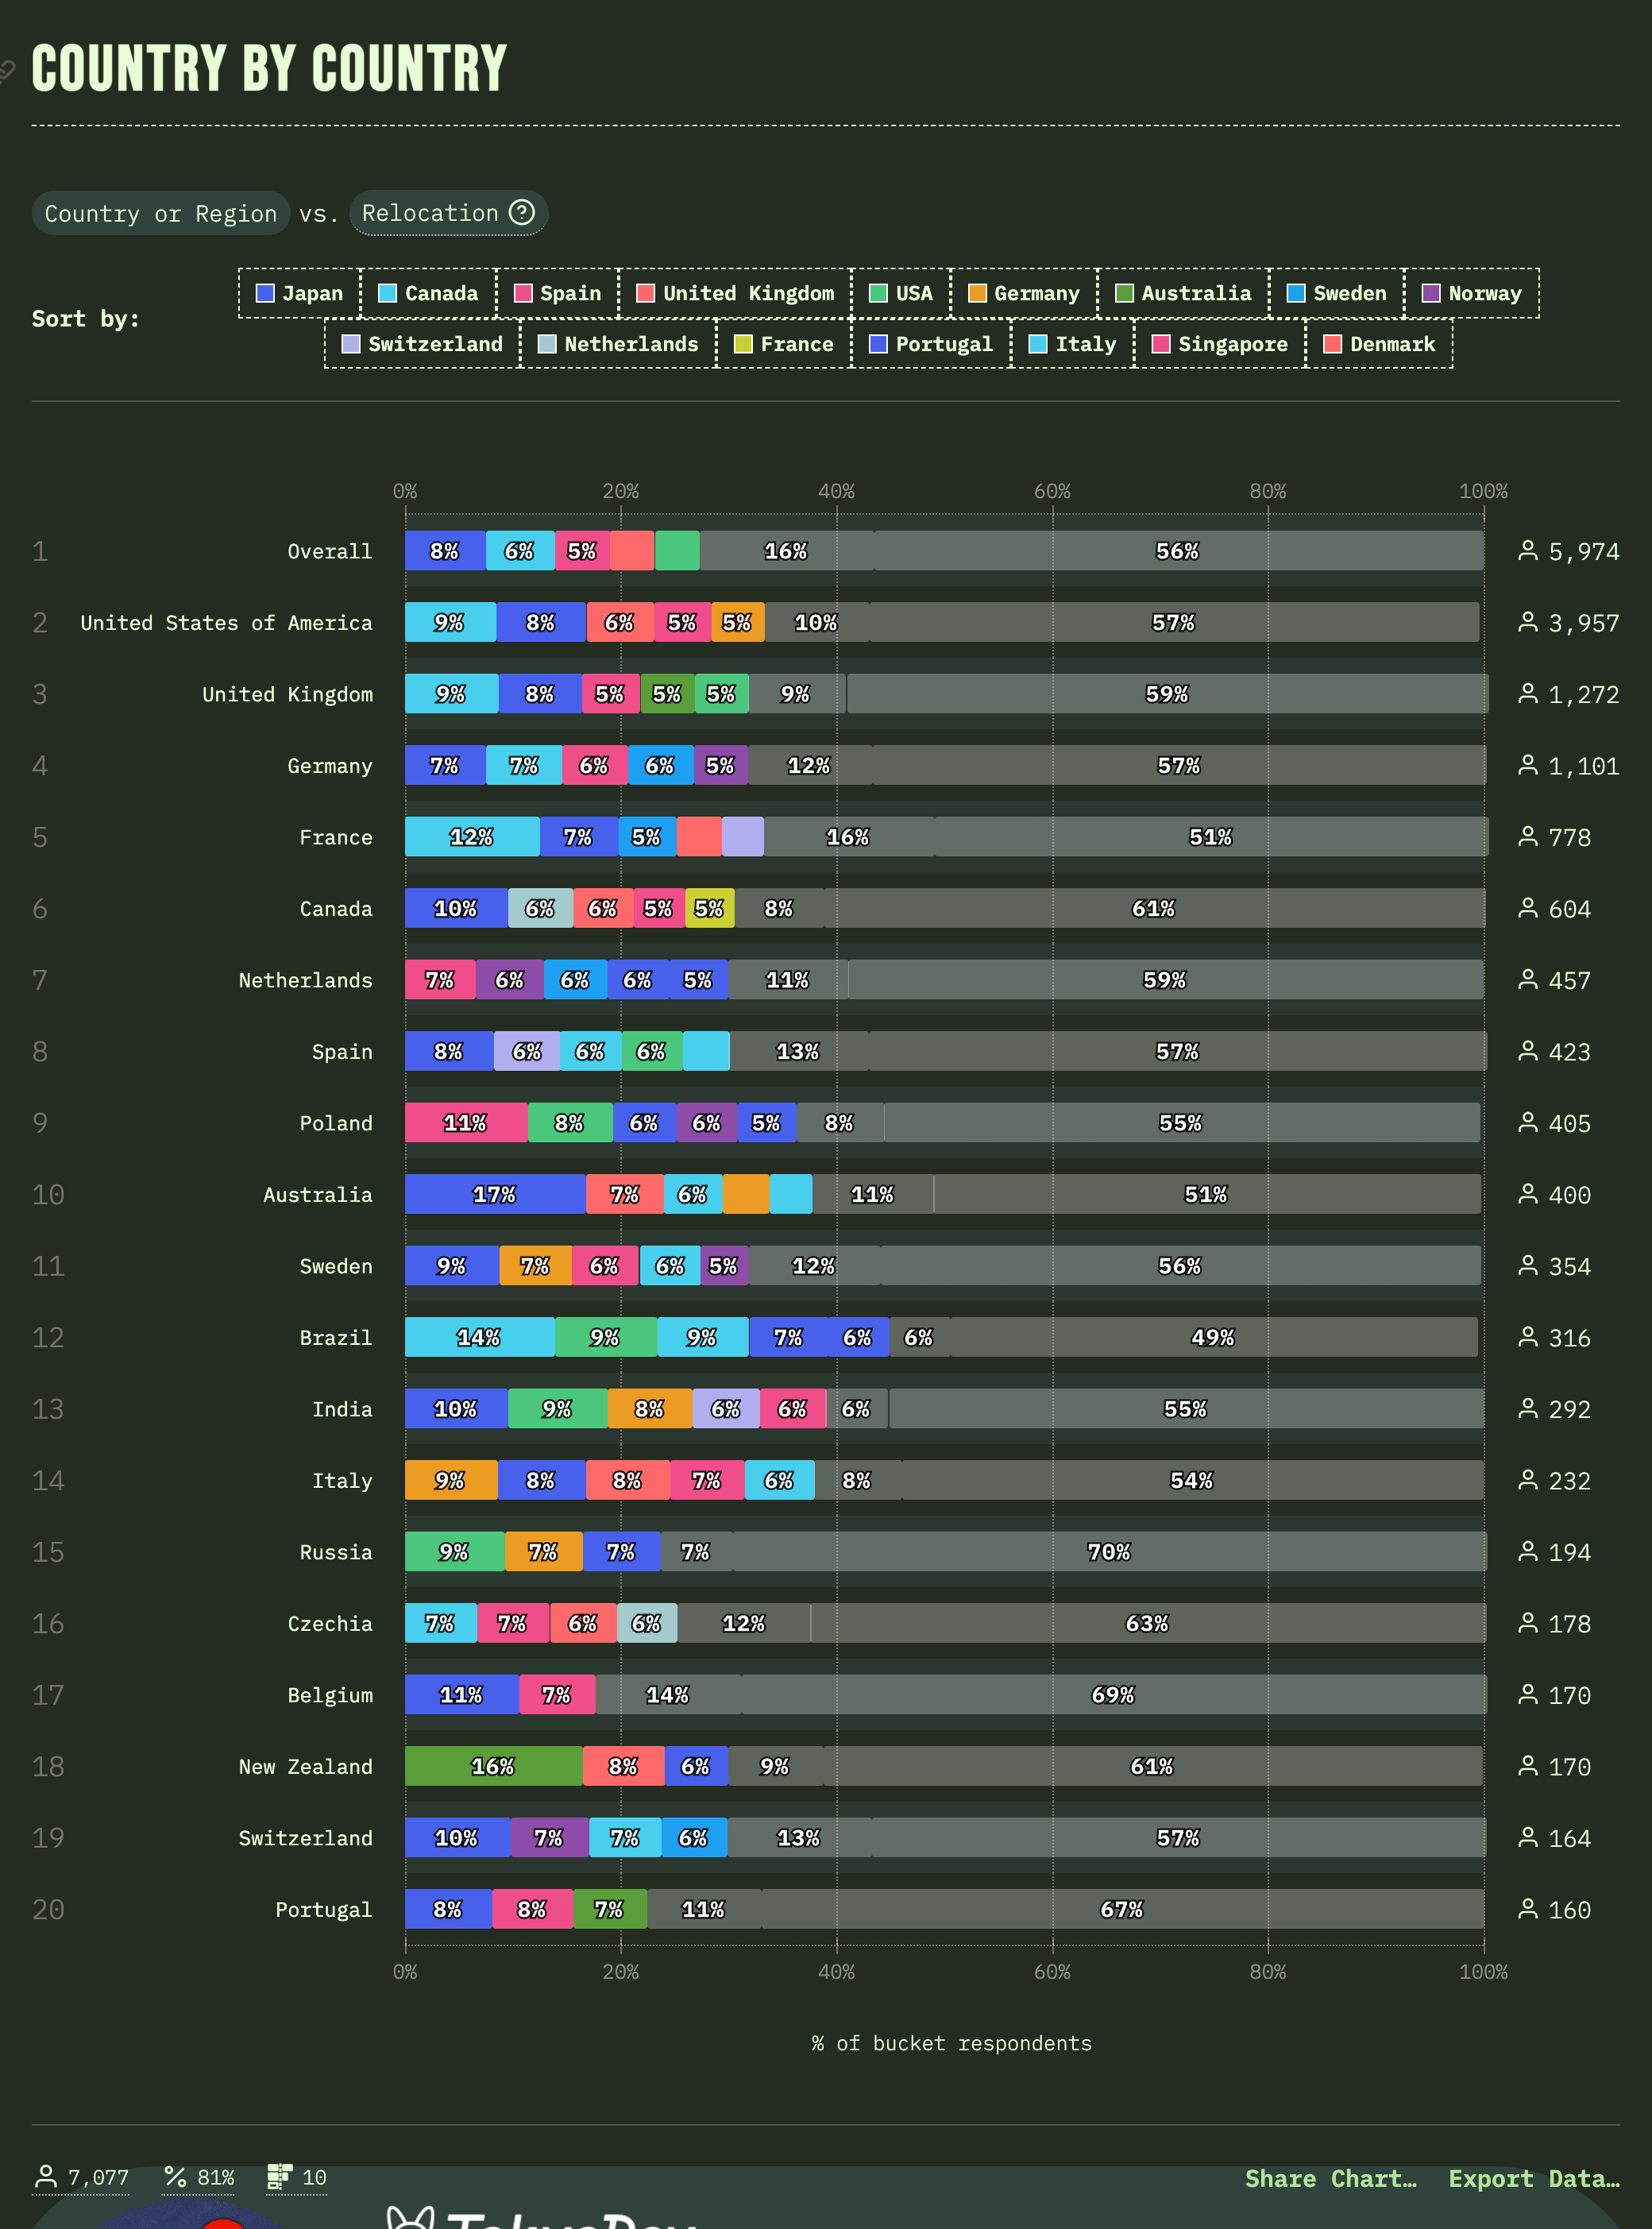 COUNTRY BY COUNTRY
Country or Region vs. Relocation ?
Sort by:
Japan Canada Spain United Kingdom USA Germany Australia Sweden Norway
Switzerland Netherlands France Portugal Italy Singapore Denmark
0% 20% 40% 60% 80% 100%
1 Overall 8% 6% 5% 16% 56% 5,974
2 United States of America 9% 8% 6% 5% 5% 10% 57% 3,957
3 United Kingdom 9% 8% 5% 5% 5% 9% 59% 1,272
4 Germany 7% 7% 6% 6% 5% 12% 57% 1,101
5 France 12% 7% 5% 16% 51% 778
6 Canada 10% 6% 6% 5% 5% 8% 61% 604
7 Netherlands 7% 6% 6% 6% 5% 11% 59% 457
8 Spain 8% 6% 6% 6% 13% 57% 423
9 Poland 11% 8% 6% 6% 5% 8% 55% 405
10 Australia 17% 7% 6% 11% 51% 400
11 Sweden 9% 7% 6% 6% 5% 12% 56% 354
12 Brazil 14% 9% 9% 7% 6% 6% 49% 316
13 India 10% 9% 8% 6% 6% 6% 55% 292
14 Italy 9% 8% 8% 7% 6% 8% 54% 232
15 Russia 9% 7% 7% 7% 70% 194
16 Czechia 7% 7% 6% 6% 12% 63% 178
17 Belgium 11% 7% 14% 69% 170
18 New Zealand 16% 8% 6% 9% 61% 170
19 Switzerland 10% 7% 7% 6% 13% 57% 164
20 Portugal 8% 8% 7% 11% 67% 160
0% 20% 40% 60% 80% 100%
% of bucket respondents
7,077 % 81% 10 Share Chart… Export Data…
TokyoDev